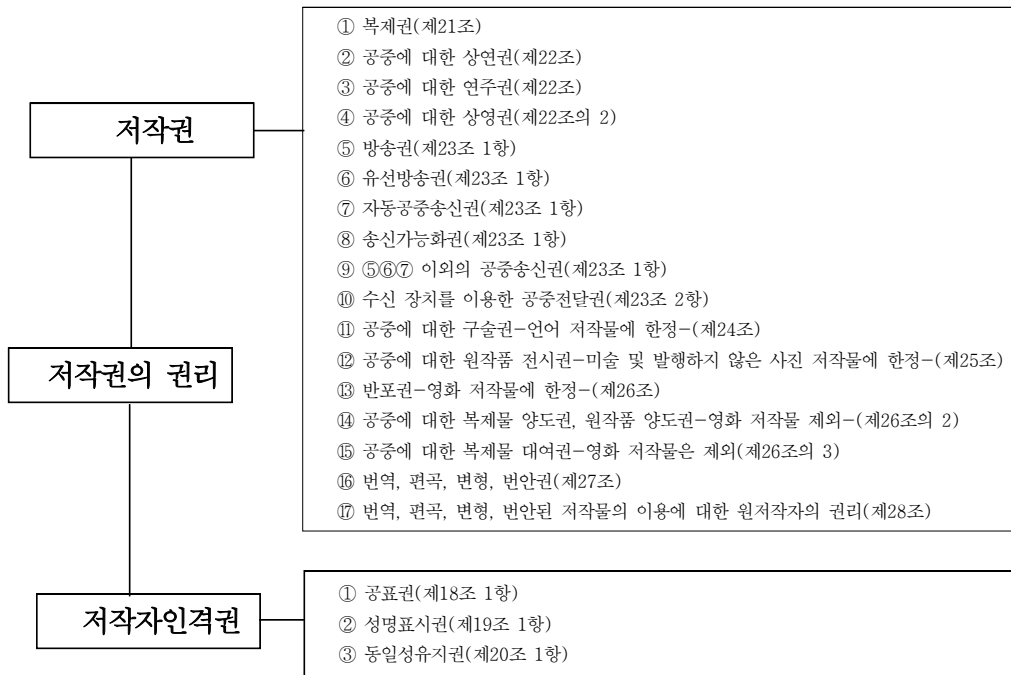 저작권
① 복제권(제21조)
② 공중에 대한 상연권(제22조)
③ 공중에 대한 연주권(제22조)
④ 공중에 대한 상영권(제22조의 2)
⑤ 방송권(제23조 1항)
⑥ 유선방송권(제23조 1항)
⑦ 자동공중송신권(제23조 1항)
⑧ 송신가능화권(제23조 1항)
⑨ ⑤⑥⑦ 이외의 공중송신권(제23조 1항)
⑩ 수신 장치를 이용한 공중전달권(제23조 2항)
⑪ 공중에 대한 구술권-언어 저작물에 한정-(제24조)
⑫ 공중에 대한 원작품 전시권-미술 및 발행하지 않은 사진 저작물에 한정-(제25조)
⑬ 반포권-영화 저작물에 한정-(제26조)
⑭ 공중에 대한 복제물 양도권, 원작품 양도권-영화 저작물 제외-(제26조의 2)
⑮ 공중에 대한 복제물 대여권-영화 저작물은 제외(제26조의 3)
⑯ 번역, 편곡, 변형, 번안권(제27조)
⑰ 번역, 편곡, 변형, 번안된 저작물의 이용에 대한 원저작자의 권리(제28조)
저작권의 권리
저작자인격권
① 공표권(제18조 1항)
② 성명표시권(제19조 1항)
③ 동일성유지권(제20조 1항)